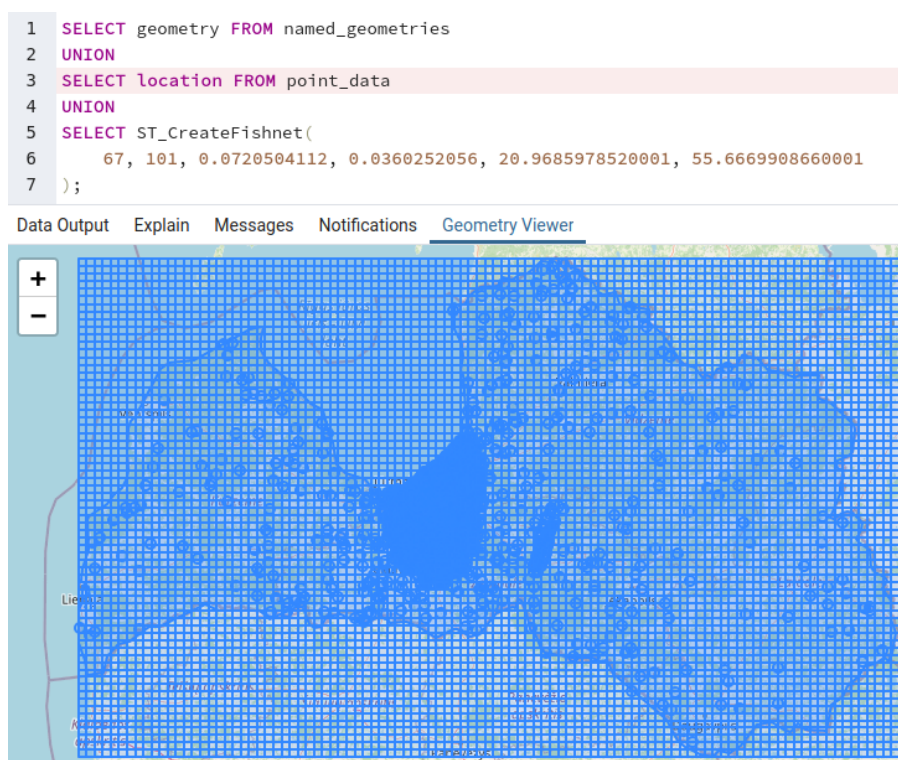 1 SELECT geometry FROM named_geometries
2 UNION
3 SELECT location FROM point_data
4 UNION
5 SELECT ST_CreateFishnet(
6 67, 101, 0.0720504112, 0.0360252056, 20.9685978520001, 55.6669908660001
7 );
Data Output Explain Messages Notifications Geometry Viewer
+
−